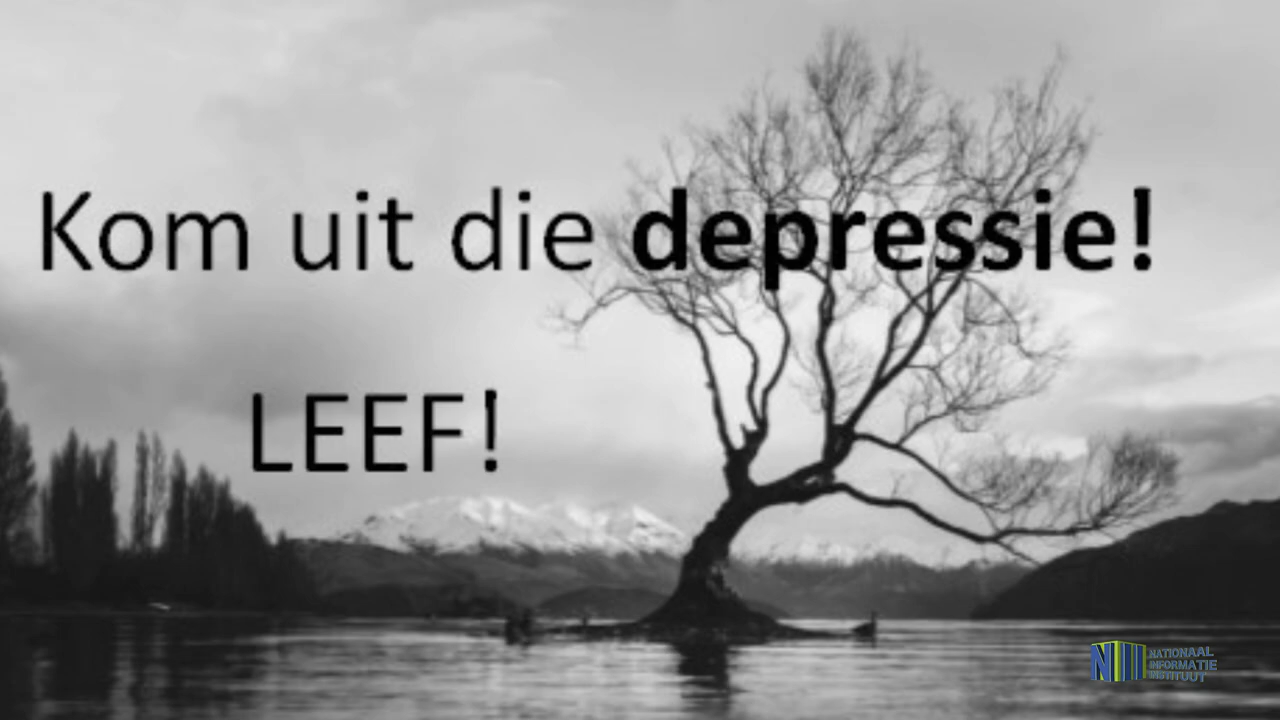 Kom uit die depressie!
LEEF!
NATIONAAL
INFORMATIE
INSTITUUT